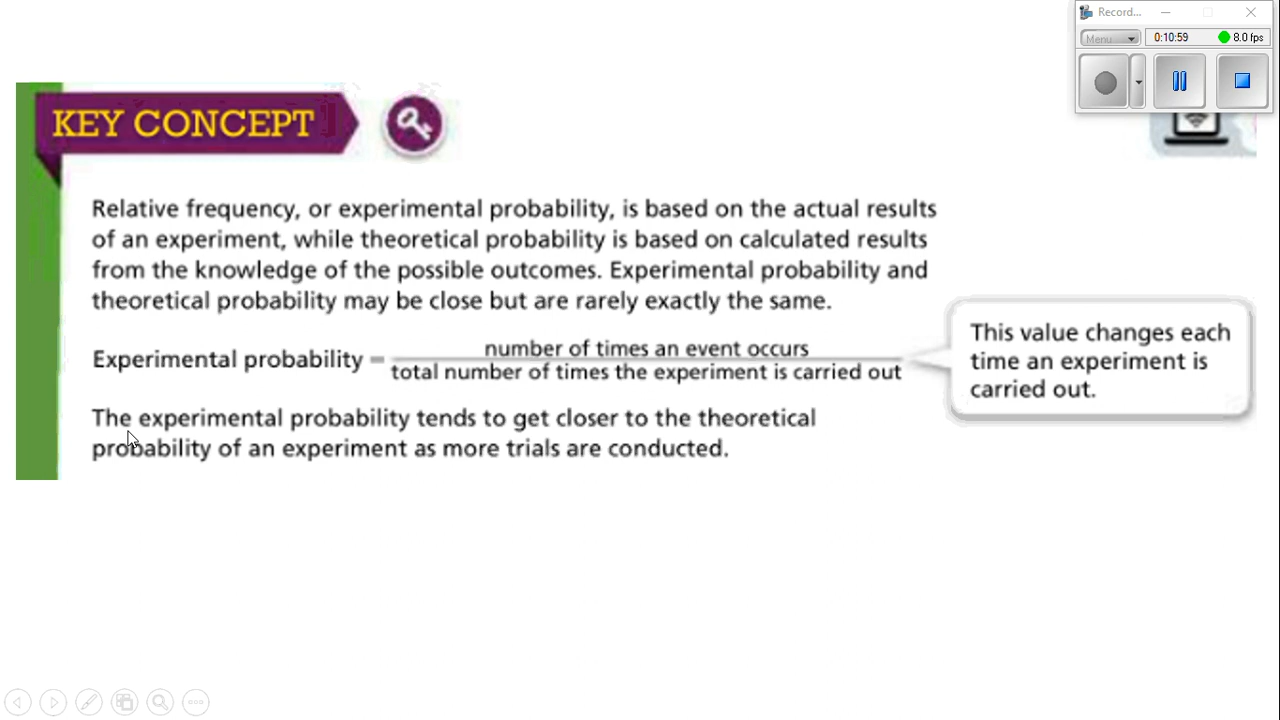 Record...
Menu
0:10:59
8.0 fps
KEY CONCEPT
Relative frequency, or experimental probability, is based on the actual results
of an experiment, while theoretical probability is based on calculated results
from the knowledge of the possible outcomes. Experimental probability and
theoretical probability may be close but are rarely exactly the same.
Experimental probability =
number of times an event occurs
total number of times the experiment is carried out
This value changes each
time an experiment is
carried out.
The experimental probability tends to get closer to the theoretical
probability of an experiment as more trials are conducted.